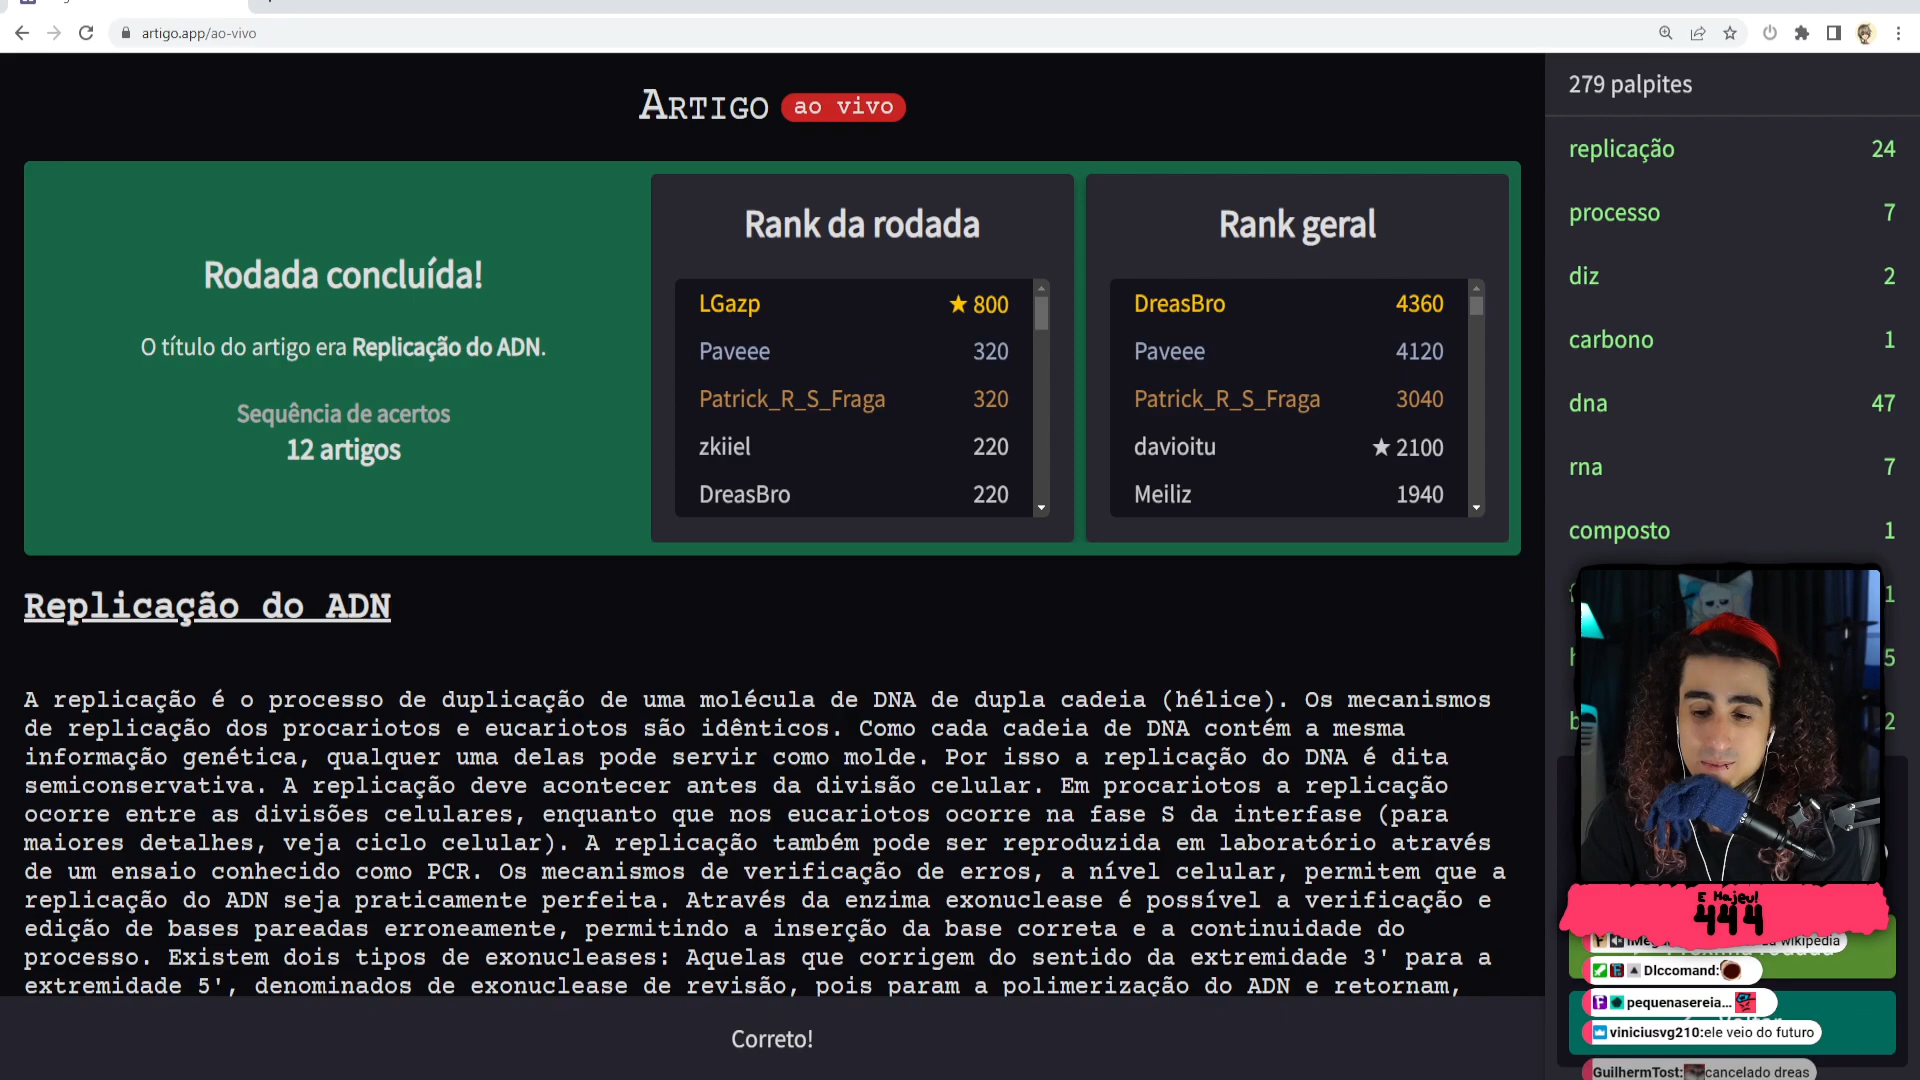 artigo.app/ao-vivo
ARTIGO ao vivo
Rodada concluída!
O título do artigo era Replicação do ADN.
Sequência de acertos
12 artigos
Rank da rodada
LGazp ★ 800
Paveee 320
Patrick_R_S_Fraga 320
zkiiel 220
DreasBro 220
Rank geral
DreasBro 4360
Paveee 4120
Patrick_R_S_Fraga 3040
davioitu ★ 2100
Meiliz 1940
Replicação do ADN
A replicação é o processo de duplicação de uma molécula de DNA de dupla cadeia (hélice). Os mecanismos
de replicação dos procariotos e eucariotos são idênticos. Como cada cadeia de DNA contém a mesma
informação genética, qualquer uma delas pode servir como molde. Por isso a replicação do DNA é dita
semiconservativa. A replicação deve acontecer antes da divisão celular. Em procariotos a replicação
ocorre entre as divisões celulares, enquanto que nos eucariotos ocorre na fase S da interfase (para
maiores detalhes, veja ciclo celular). A replicação também pode ser reproduzida em laboratório através
de um ensaio conhecido como PCR. Os mecanismos de verificação de erros, a nível celular, permitem que a
replicação do ADN seja praticamente perfeita. Através da enzima exonuclease é possível a verificação e
edição de bases pareadas erroneamente, permitindo a inserção da base correta e a continuidade do
processo. Existem dois tipos de exonucleases: Aquelas que corrigem do sentido da extremidade 3' para a
extremidade 5', denominados de exonuclease de revisão, pois param a polimerização do ADN e retornam,
Correto!
279 palpites
replicação 24
processo 7
diz 2
carbono 1
dna 47
rna 7
composto 1
1
5
2
E Hajeu!
444
wikipedia
DIccomand:
pequenasereia...
viniciusvg210:ele veio do futuro
GuilhermTost: cancelado dreas